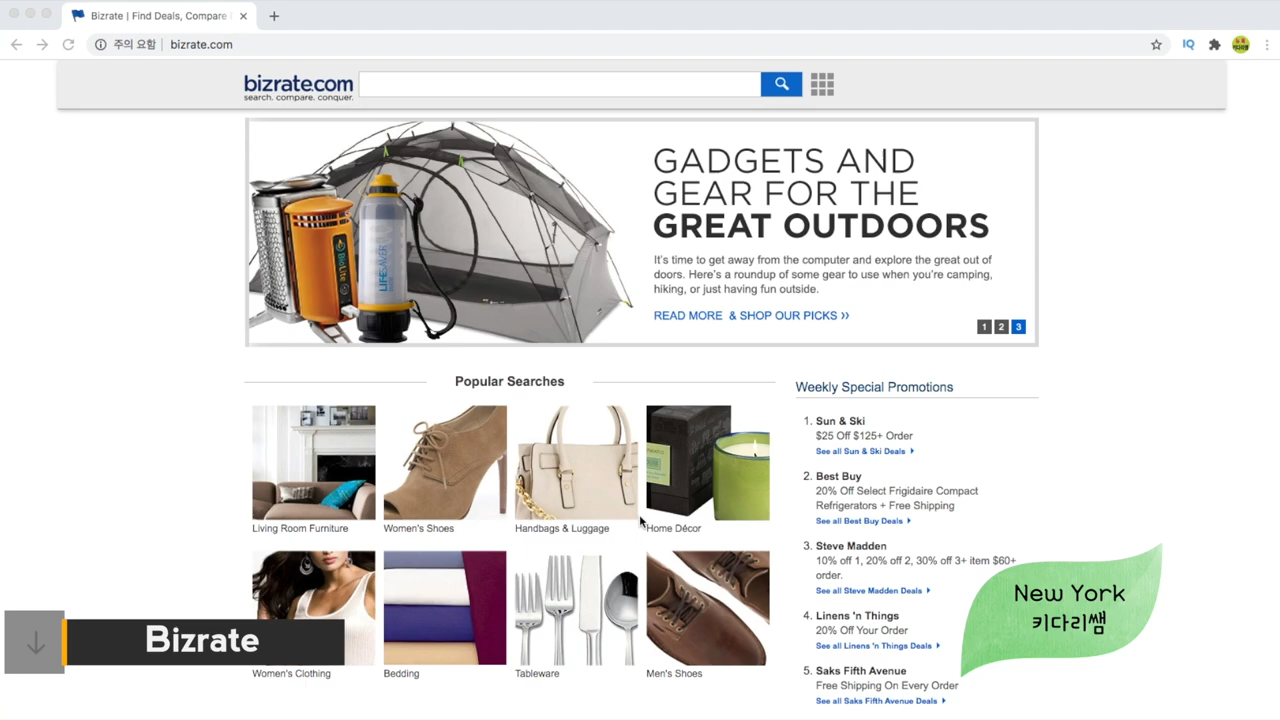 Bizrate | Find Deals, Compare
주의 요함
bizrate.com
IQ
bizrate.com
search. compare. conquer.
BioLite
LIFESAVER
GADGETS AND
GEAR FOR THE
GREAT OUTDOORS
It's time to get away from the computer and explore the great out of
doors. Here's a roundup of some gear to use when you're camping,
hiking, or just having fun outside.
READ MORE & SHOP OUR PICKS
1 2 3
Popular Searches
Living Room Furniture
Women's Shoes
Handbags & Luggage
Home Décor
Women's Clothing
Bedding
Tableware
Men's Shoes
Weekly Special Promotions
1. Sun & Ski
$25 Off $125+ Order
See all Sun & Ski Deals
2. Best Buy
20% Off Select Frigidaire Compact
Refrigerators + Free Shipping
See all Best Buy Deals
3. Steve Madden
10% off 1, 20% off 2, 30% off 3+ item $60+
order.
See all Steve Madden Deals
4. Linens 'n Things
20% Off Your Order
See all Linens 'n Things Deals
5. Saks Fifth Avenue
Free Shipping On Every Order
See all Saks Fifth Avenue Deals
Bizrate
New York
키다리쌤